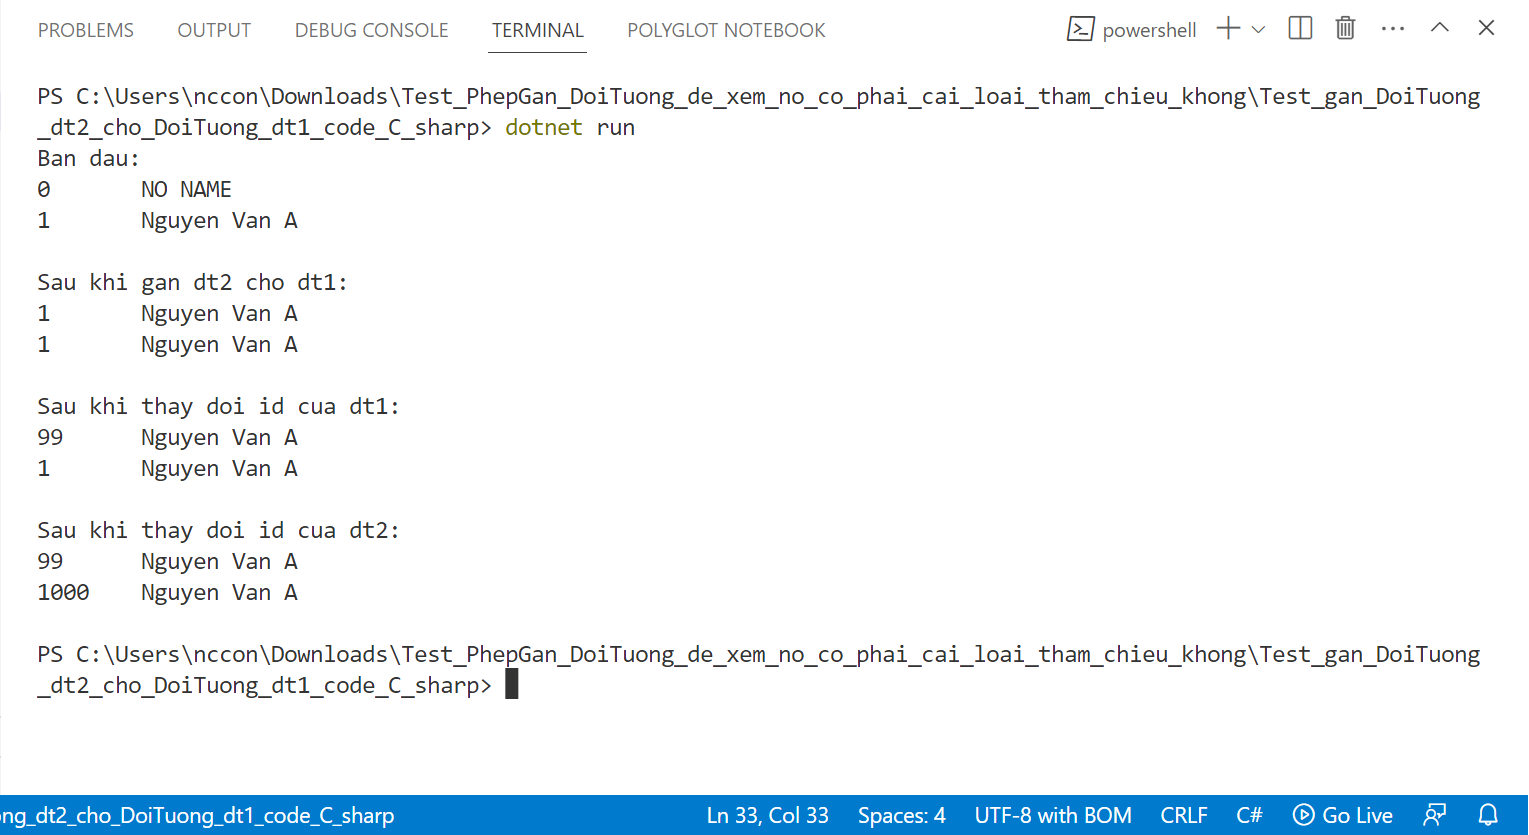 PROBLEMS OUTPUT DEBUG CONSOLE TERMINAL POLYGLOT NOTEBOOK powershell
PS C:\Users\nccon\Downloads\Test_PhepGan_DoiTuong_de_xem_no_co_phai_cai_loai_tham_chieu_khong\Test_gan_DoiTuong
_dt2_cho_DoiTuong_dt1_code_C_sharp> dotnet run
Ban dau:
0 NO NAME
1 Nguyen Van A
Sau khi gan dt2 cho dt1:
1 Nguyen Van A
1 Nguyen Van A
Sau khi thay doi id cua dt1:
99 Nguyen Van A
1 Nguyen Van A
Sau khi thay doi id cua dt2:
99 Nguyen Van A
1000 Nguyen Van A
PS C:\Users\nccon\Downloads\Test_PhepGan_DoiTuong_de_xem_no_co_phai_cai_loai_tham_chieu_khong\Test_gan_DoiTuong
_dt2_cho_DoiTuong_dt1_code_C_sharp>
ng_dt2_cho_DoiTuong_dt1_code_C_sharp Ln 33, Col 33 Spaces: 4 UTF-8 with BOM CRLF C# Go Live